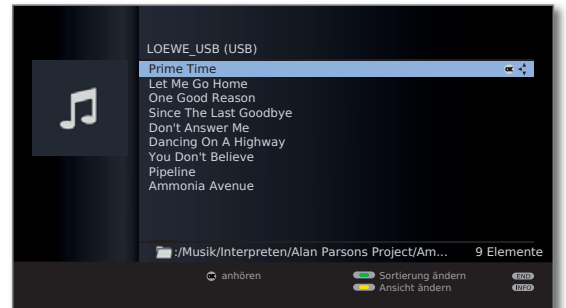 LOEWE_USB (USB)
Prime Time OK
Let Me Go Home
One Good Reason
Since The Last Goodbye
Don't Answer Me
Dancing On A Highway
You Don't Believe
Pipeline
Ammonia Avenue
:/Musik/Interpreten/Alan Parsons Project/Am... 9 Elemente
OK anhören Sortierung ändern END
Ansicht ändern INFO